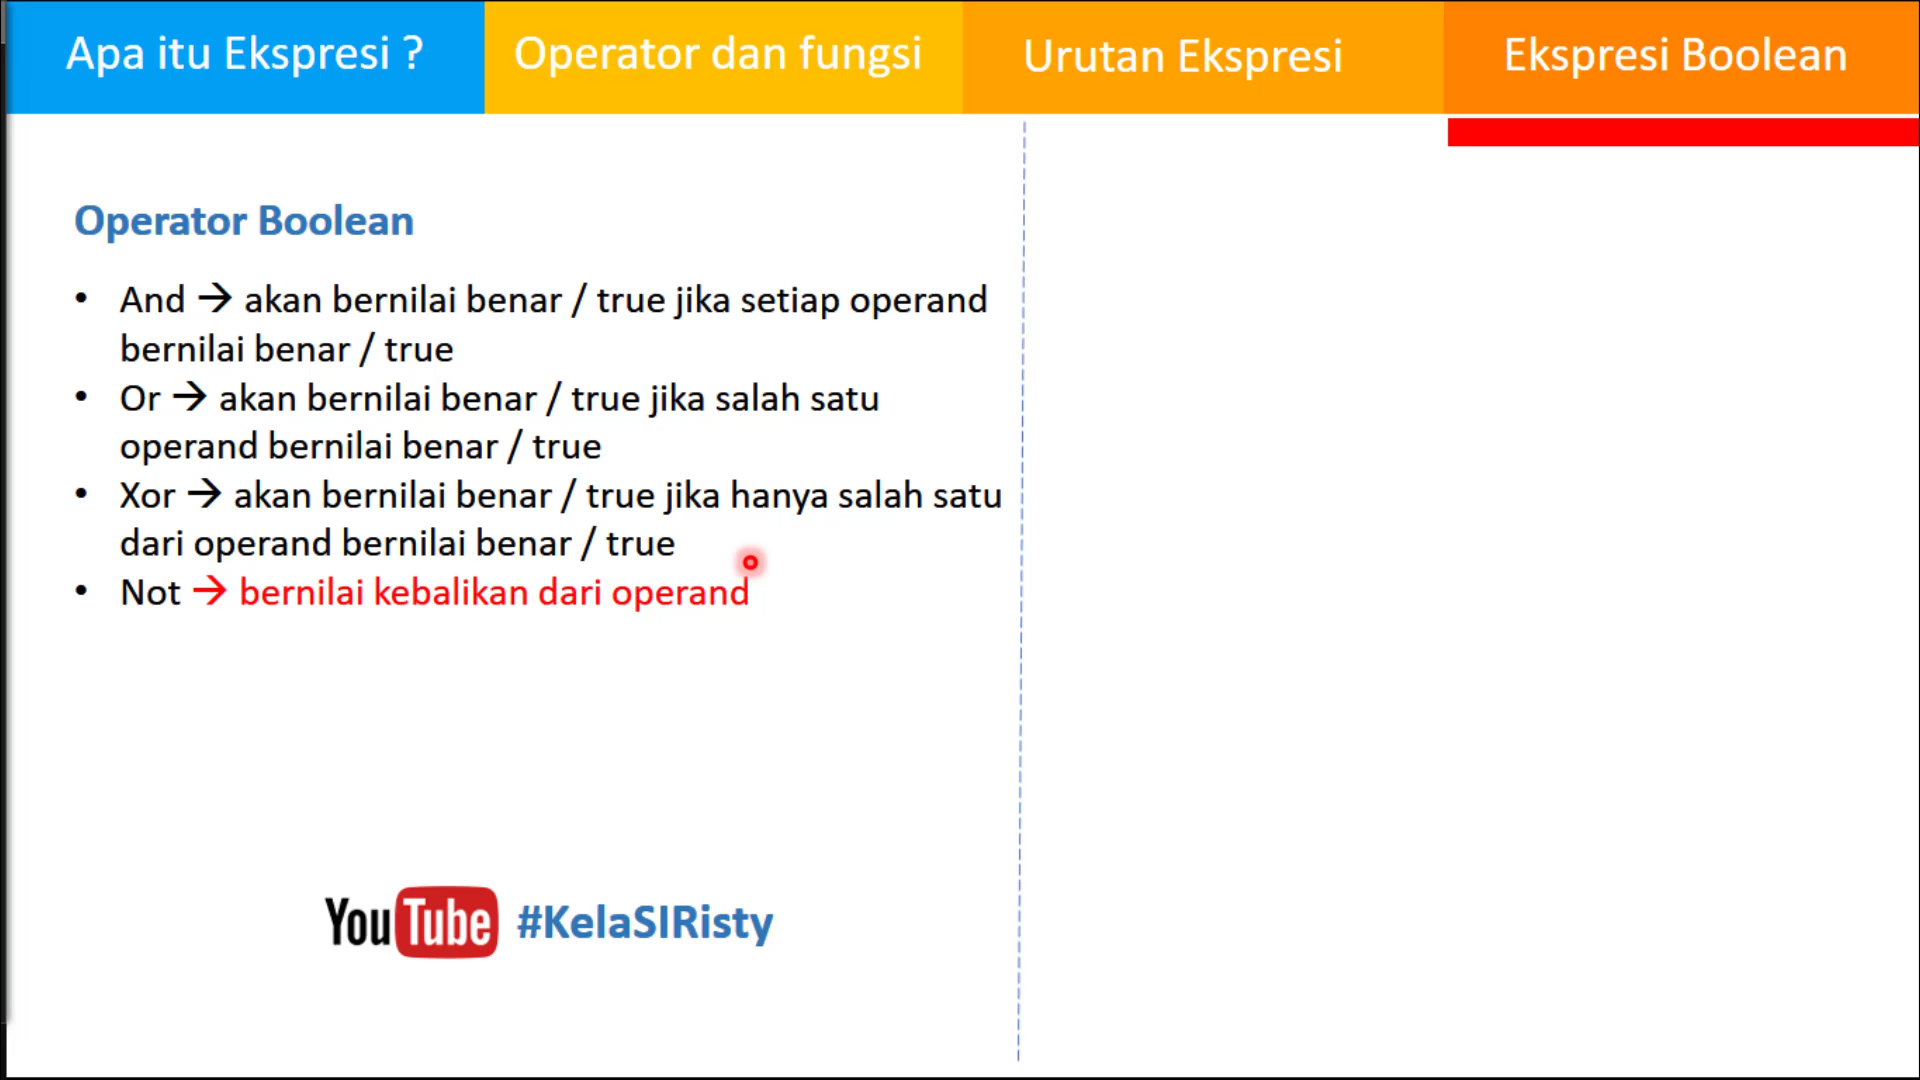 Apa itu Ekspresi ?
Operator dan fungsi
Urutan Ekspresi
Ekspresi Boolean
Operator Boolean
• And → akan bernilai benar / true jika setiap operand
bernilai benar / true
• Or → akan bernilai benar / true jika salah satu
operand bernilai benar / true
• Xor → akan bernilai benar / true jika hanya salah satu
dari operand bernilai benar / true
• Not → bernilai kebalikan dari operand
YouTube #KelaSIRisty